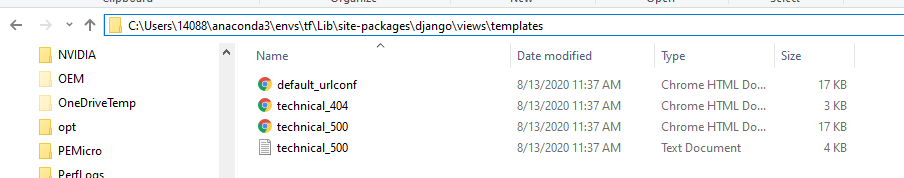 C:\Users\14088\anaconda3\envs\tf\Lib\site-packages\django\views\templates
NVIDIA
OEM
OneDriveTemp
opt
PEMicro
PerfLogs
Name Date modified Type Size
default_urlconf 8/13/2020 11:37 AM Chrome HTML Do... 17 KB
technical_404 8/13/2020 11:37 AM Chrome HTML Do... 3 KB
technical_500 8/13/2020 11:37 AM Chrome HTML Do... 17 KB
technical_500 8/13/2020 11:37 AM Text Document 4 KB